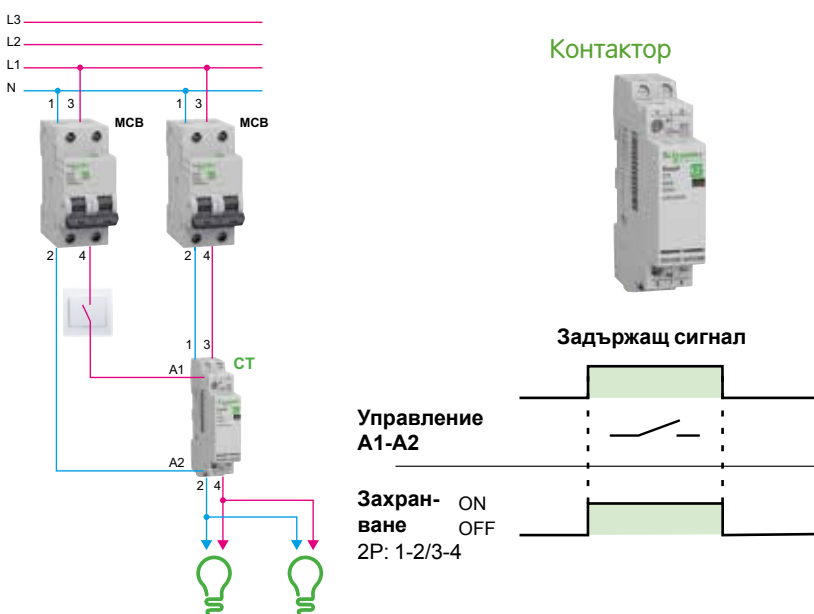 L3
L2
L1
N
1 3
MCB
1 3
MCB
2 4
2 4
1 3
A1
CT
A2
2 4
Контактор
Задържащ сигнал
Управление
A1-A2
Захран-
ване
ON
OFF
2P: 1-2/3-4